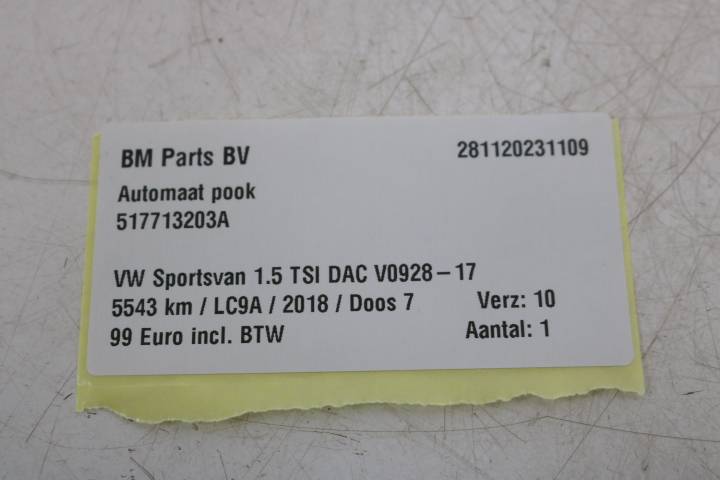 BM Parts BV 281120231109
Automaat pook
517713203A
VW Sportsvan 1.5 TSI DAC V0928-17
5543 km / LC9A / 2018 / Doos 7 Verz: 10
99 Euro incl. BTW Aantal: 1